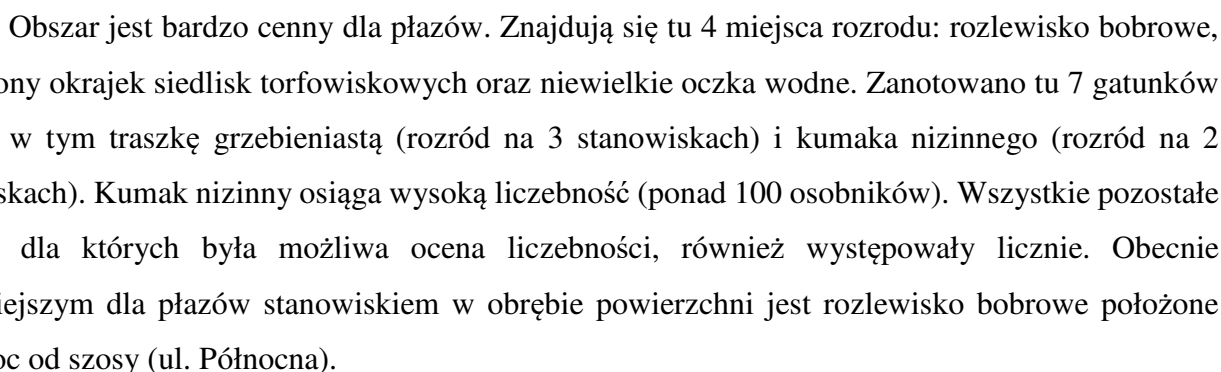 Obszar jest bardzo cenny dla płazów. Znajdują się tu 4 miejsca rozrodu: rozlewisko bobrowe,
okrajek siedlisk torfowiskowych oraz niewielkie oczka wodne. Zanotowano tu 7 gatunków
w tym traszkę grzebieniastą (rozród na 3 stanowiskach) i kumaka nizinnego (rozród na 2
skach). Kumak nizinny osiąga wysoką liczebność (ponad 100 osobników). Wszystkie pozostałe
dla których była możliwa ocena liczebności, również występowały licznie. Obecnie
iejszym dla płazów stanowiskiem w obrębie powierzchni jest rozlewisko bobrowe położone
oc od szosy (ul. Północna).